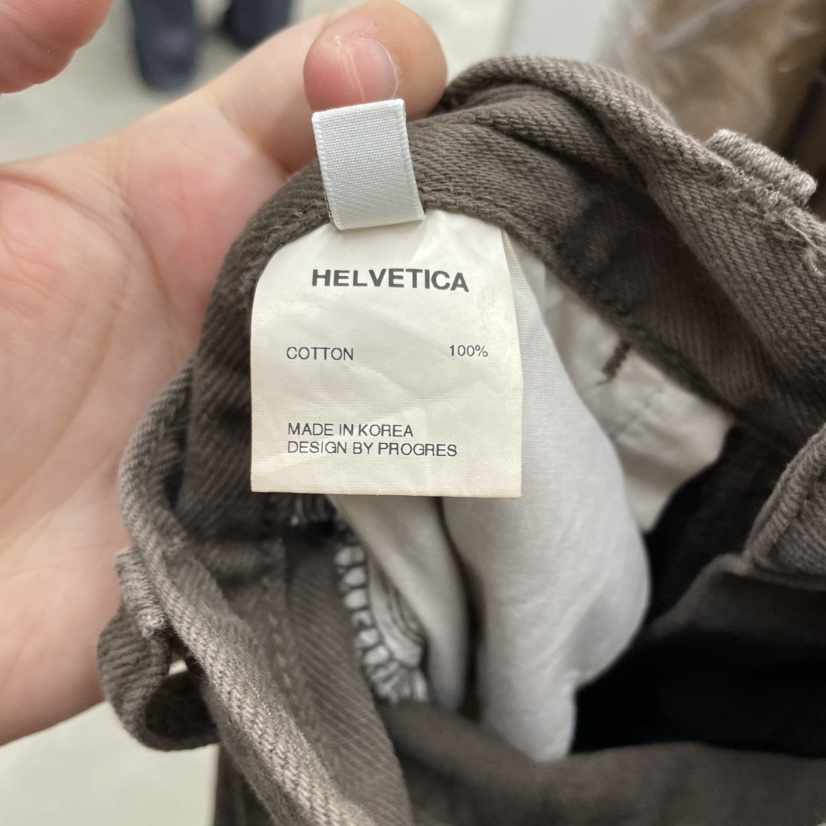 HELVETICA
COTTON 100%
MADE IN KOREA
DESIGN BY PROGRES